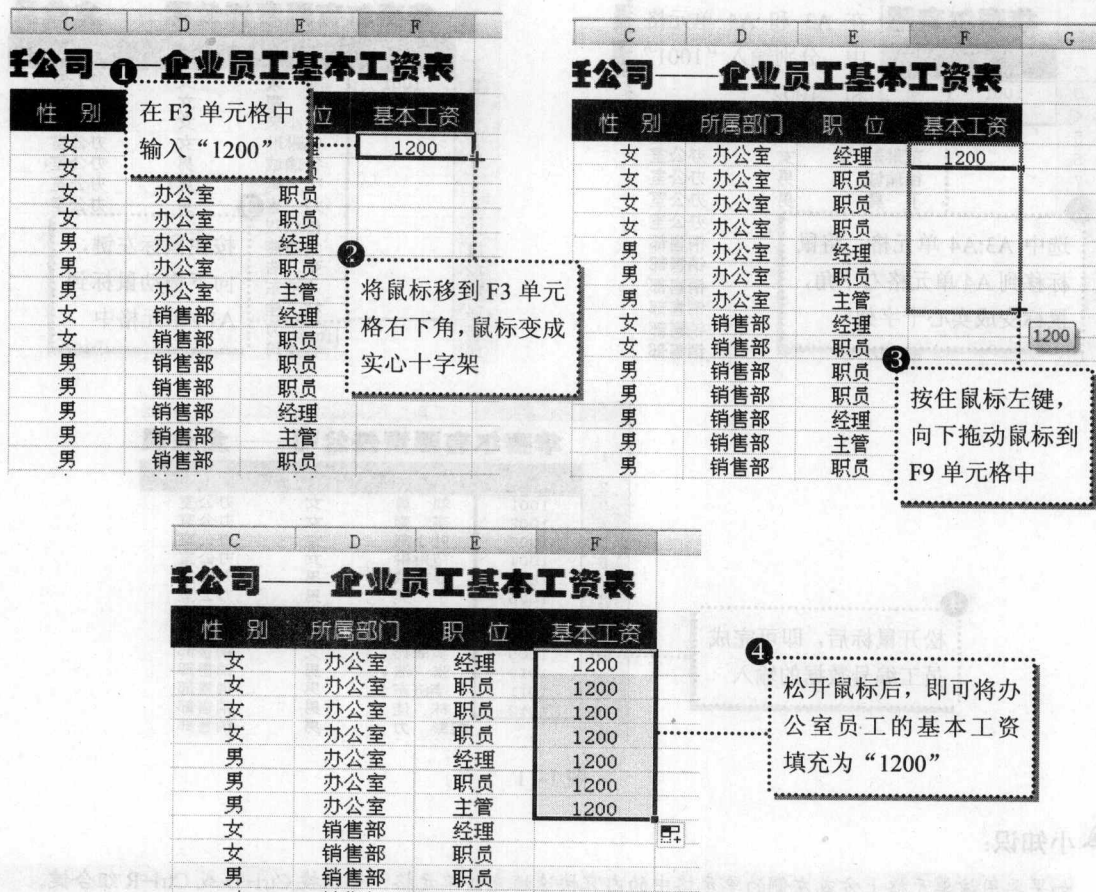 C D E F
任公司——企业员工基本工资表
❶
在 F3 单元格中
输入“1200”
性 别 位 基本工资
女 1200
女
女 办公室 职员
女 办公室 职员
男 办公室 经理
男 办公室 职员
男 办公室 主管
女 销售部 经理
女 销售部 职员
男 销售部 职员
男 销售部 职员
男 销售部 经理
男 销售部 主管
男 销售部 职员
❷
将鼠标移到 F3 单元
格右下角，鼠标变成
实心十字架
C D E F G
任公司——企业员工基本工资表
性 别 所属部门 职 位 基本工资
女 办公室 经理 1200
女 办公室 职员
女 办公室 职员
女 办公室 职员
男 办公室 经理
男 办公室 职员
男 办公室 主管
女 销售部 经理
女 销售部 职员
男 销售部 职员
男 销售部 职员
男 销售部 经理
男 销售部 主管
男 销售部 职员
1200
❸
按住鼠标左键，
向下拖动鼠标到
F9 单元格中
C D E F
任公司——企业员工基本工资表
性 别 所属部门 职 位 基本工资
女 办公室 经理 1200
女 办公室 职员 1200
女 办公室 职员 1200
女 办公室 职员 1200
男 办公室 经理 1200
男 办公室 职员 1200
男 办公室 主管 1200
女 销售部 经理
女 销售部 职员
男 销售部 职员
❹
松开鼠标后，即可将办
公室员工的基本工资
填充为“1200”
小知识：